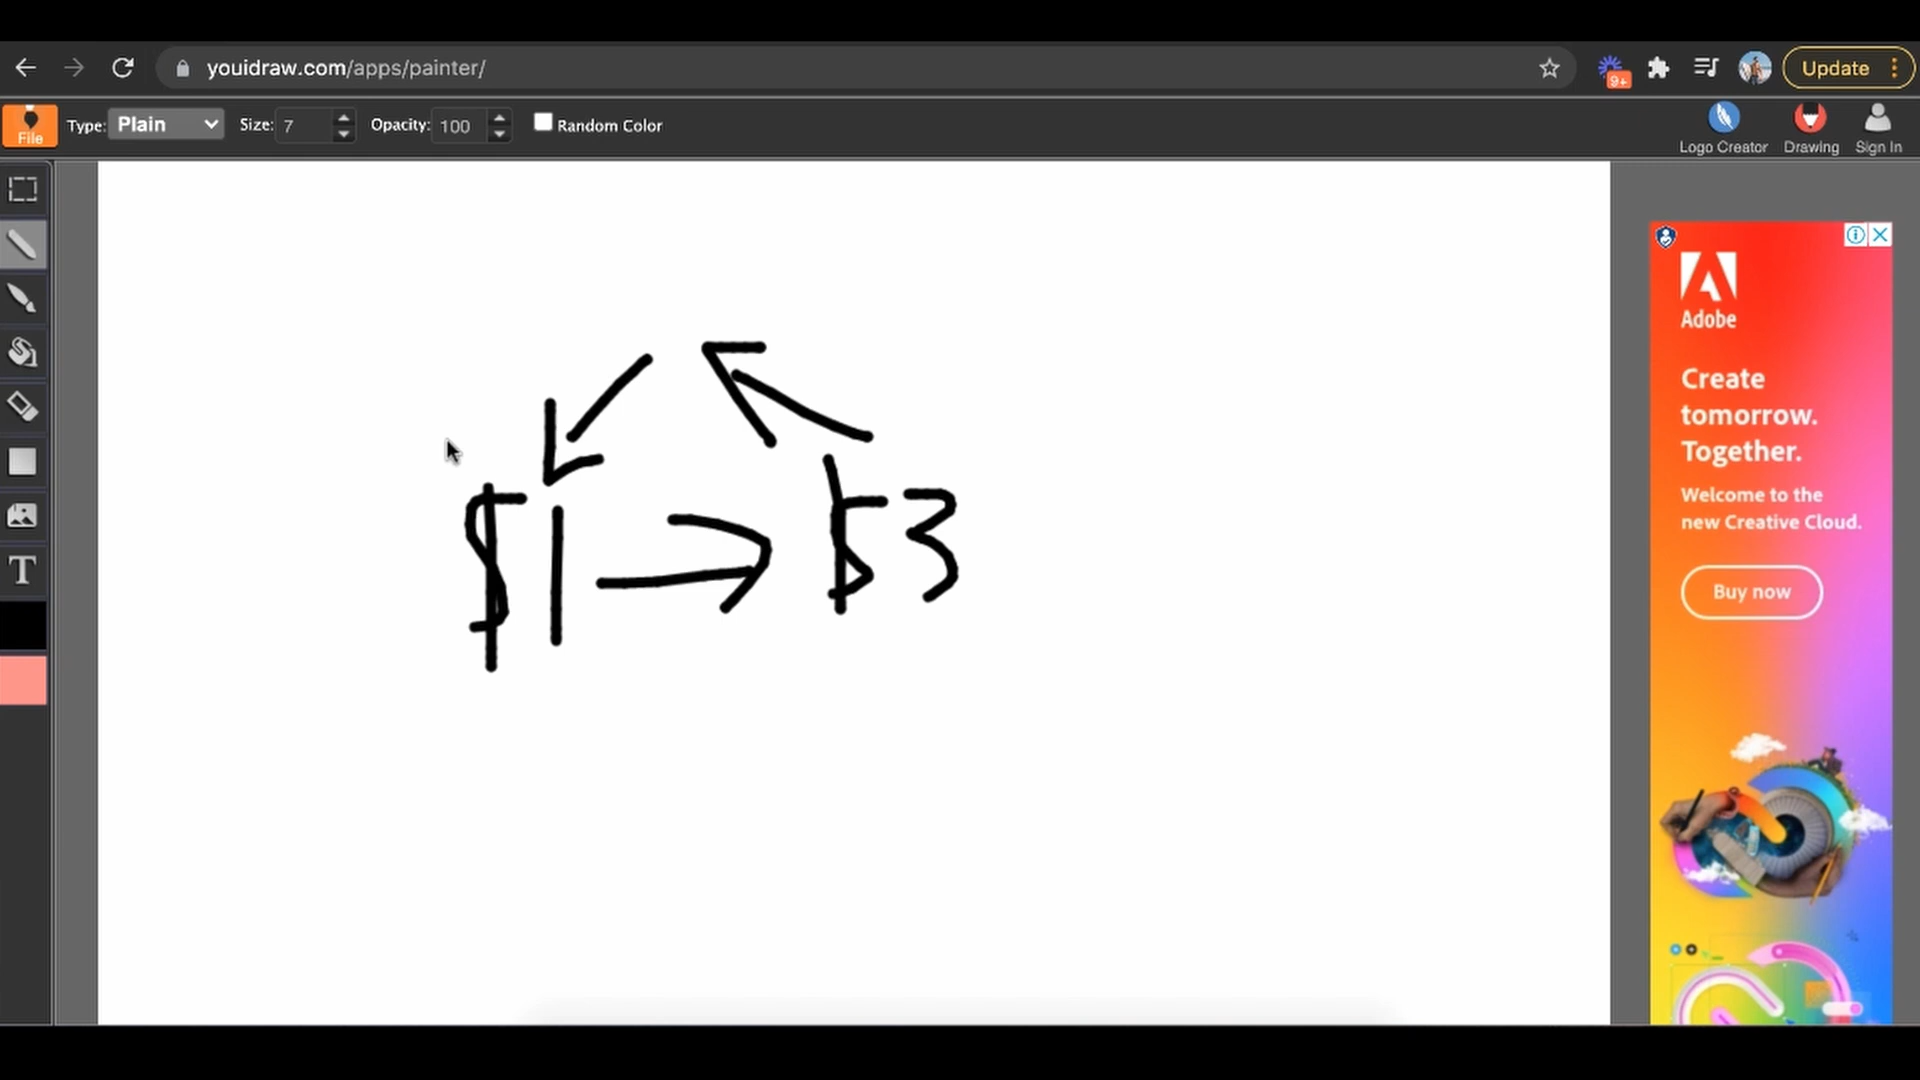 youidraw.com/apps/painter/
9+
Update
File
Type: Plain
Size: 7
Opacity: 100
Random Color
Logo Creator
Drawing
Sign In
T
$1
$3
Adobe
Create
tomorrow.
Together.
Welcome to the
new Creative Cloud.
Buy now